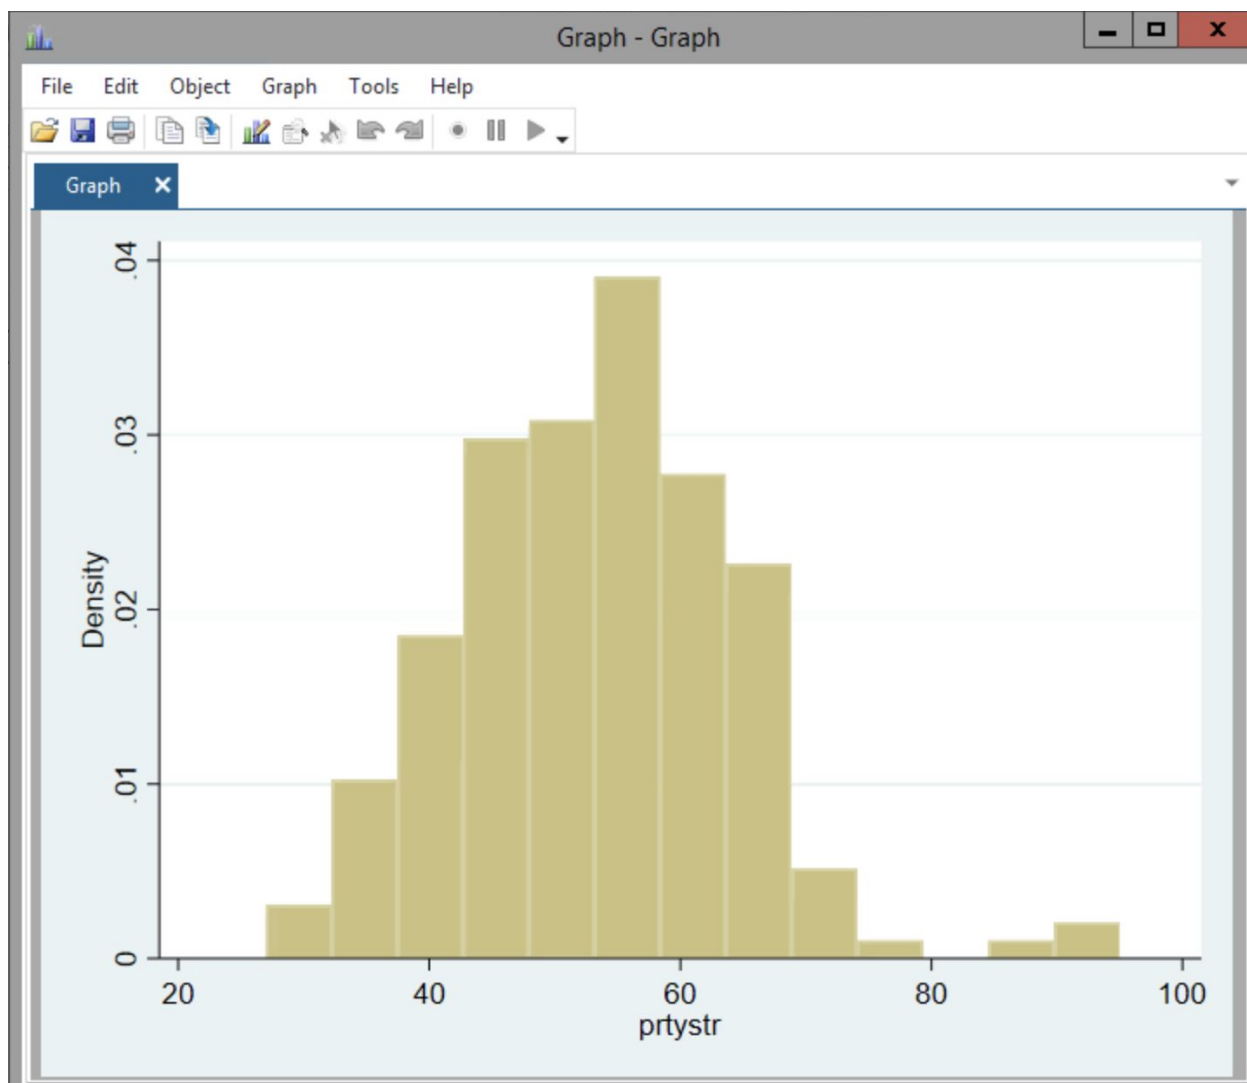 Graph - Graph
File Edit Object Graph Tools Help
Graph
.04
.03
.02
.01
0
Density
20 40 60 80 100
prtystr